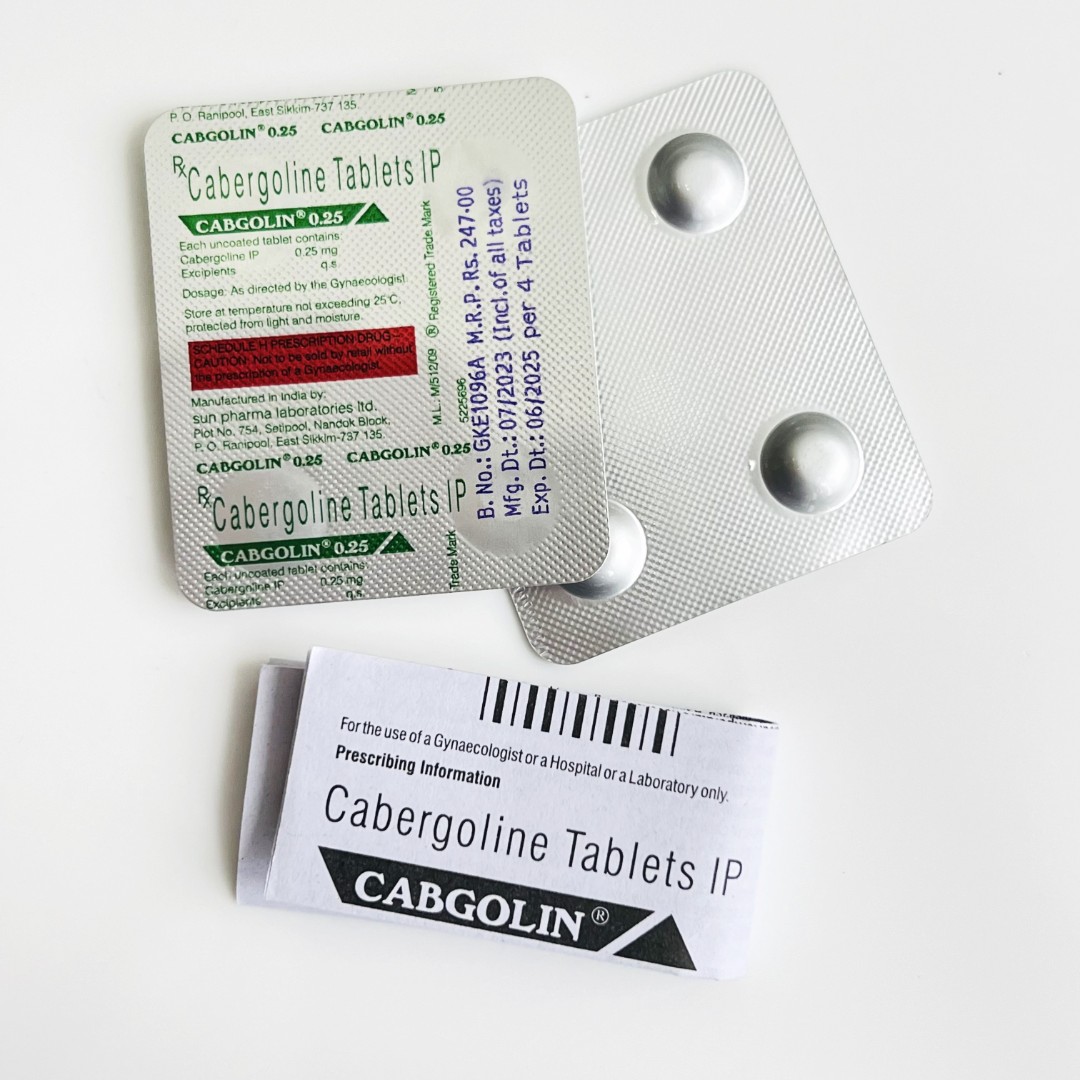 P. O. Ranipool, East Sikkim-737 135.
CABGOLIN® 0.25 CABGOLIN® 0.25
Rx Cabergoline Tablets IP
CABGOLIN® 0.25
Each uncoated tablet contains:
Cabergoline IP 0.25 mg
Excipients q.s.
Dosage: As directed by the Gynaecologist.
Store at temperature not exceeding 25°C,
protected from light and moisture.
SCHEDULE H PRESCRIPTION DRUG–
CAUTION: Not to be sold by retail without
the prescription of a Gynaecologist.
Manufactured in India by:
sun pharma laboratories ltd.
Plot No. 754, Setipool, Nandok Block,
P. O. Ranipool, East Sikkim-737 135.
CABGOLIN® 0.25 CABGOLIN® 0.25
Rx Cabergoline Tablets IP
CABGOLIN® 0.25
Each uncoated tablet contains:
Cabergoline IP 0.25 mg
Excipients q.s.
M.L.: M/512/09 ® Registered Trade Mark
Trade Mark
5225696
B. No.: GKE1096A M.R.P. Rs. 247.00
Mfg. Dt.: 07/2023 (Incl. of all taxes)
Exp. Dt.: 06/2025 per 4 Tablets
For the use of a Gynaecologist or a Hospital or a Laboratory only.
Prescribing Information
Cabergoline Tablets IP
CABGOLIN®